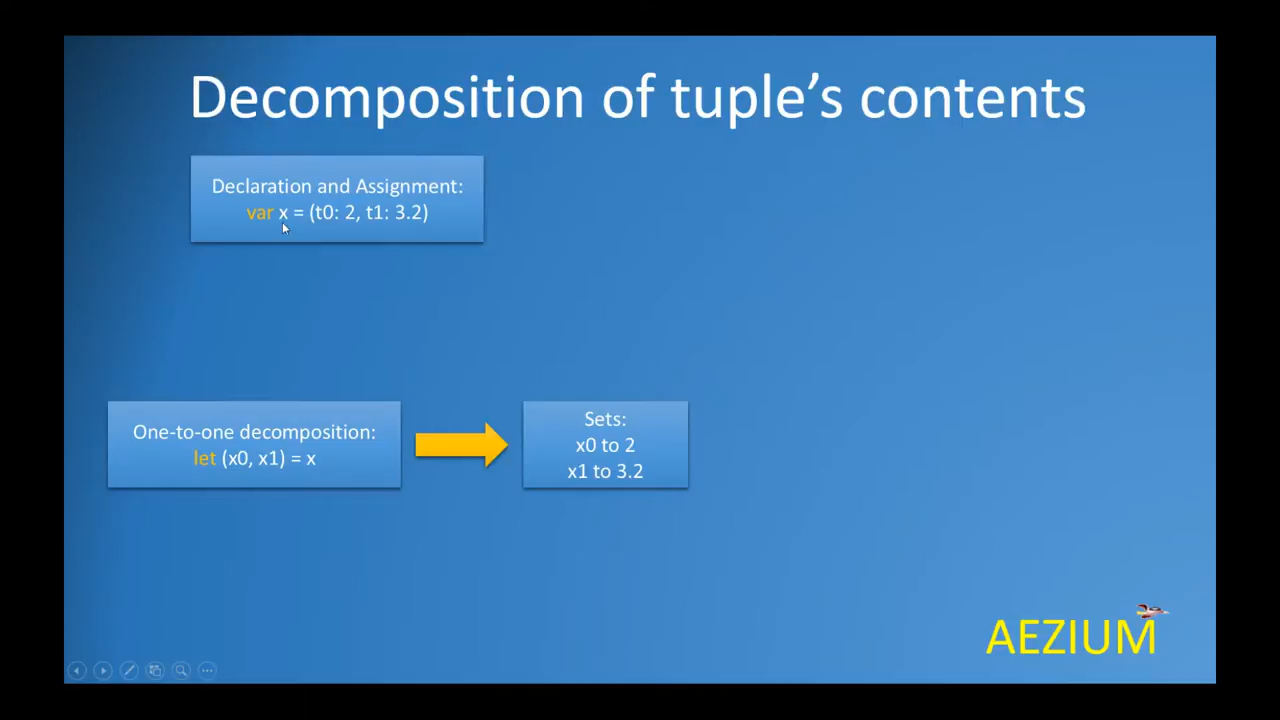 Decomposition of tuple’s contents
Declaration and Assignment:
var x = (t0: 2, t1: 3.2)
One-to-one decomposition:
let (x0, x1) = x
Sets:
x0 to 2
x1 to 3.2
AEZIUM